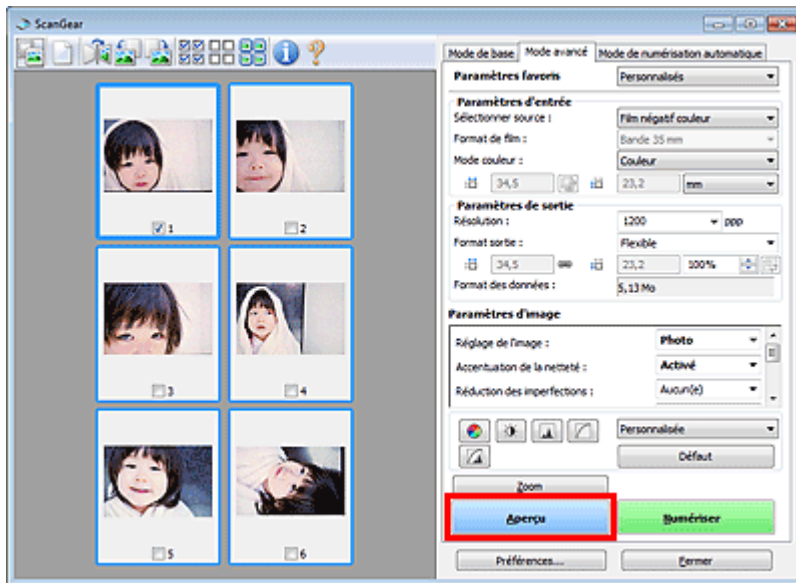 ScanGear
Mode de base Mode avancé Mode de numérisation automatique
Paramètres favoris Personnalisés
Paramètres d'entrée
Sélectionner source : Film négatif couleur
Format de film : Bande 35 mm
Mode couleur : Couleur
34,5 23,2 mm
Paramètres de sortie
Résolution : 1200 ppp
Format sortie : Flexible
34,5 23,2 100%
Format des données : 5,13 Mo
Paramètres d'image
Réglage de l'image : Photo
Accentuation de la netteté : Activé
Réduction des imperfections : Aucun(e)
Personnalisée
Défaut
Zoom
Aperçu Numériser
Préférences... Fermer
1 2
3 4
5 6